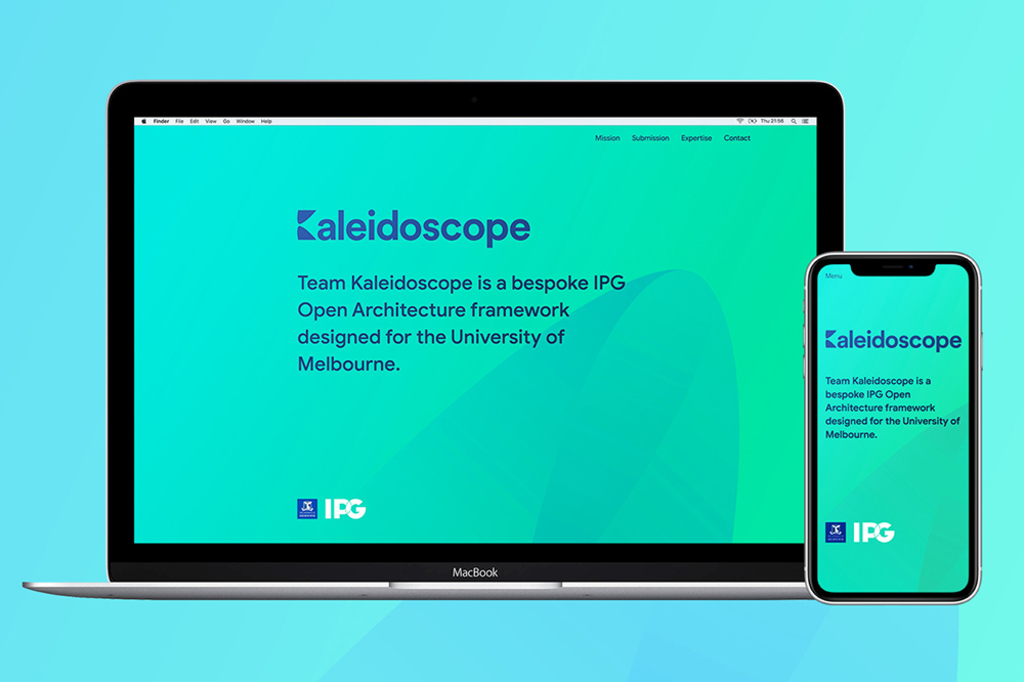 Finder File Edit View Go Window Help
Thu 21:56
Mission Submission Expertise Contact
Kaleidoscope
Team Kaleidoscope is a bespoke IPG
Open Architecture framework
designed for the University of
Melbourne.
IPG
MacBook
Menu
Kaleidoscope
Team Kaleidoscope is a
bespoke IPG Open
Architecture framework
designed for the University of
Melbourne.
IPG